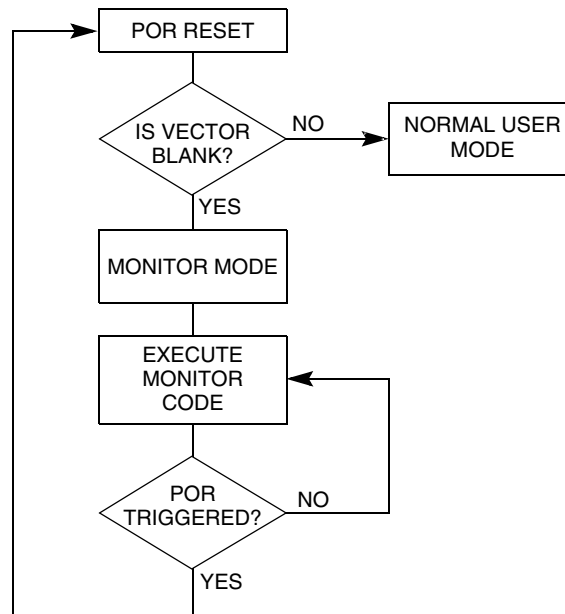 POR RESET
IS VECTOR
BLANK?
NO
NORMAL USER
MODE
YES
MONITOR MODE
EXECUTE
MONITOR
CODE
POR
TRIGGERED?
NO
YES